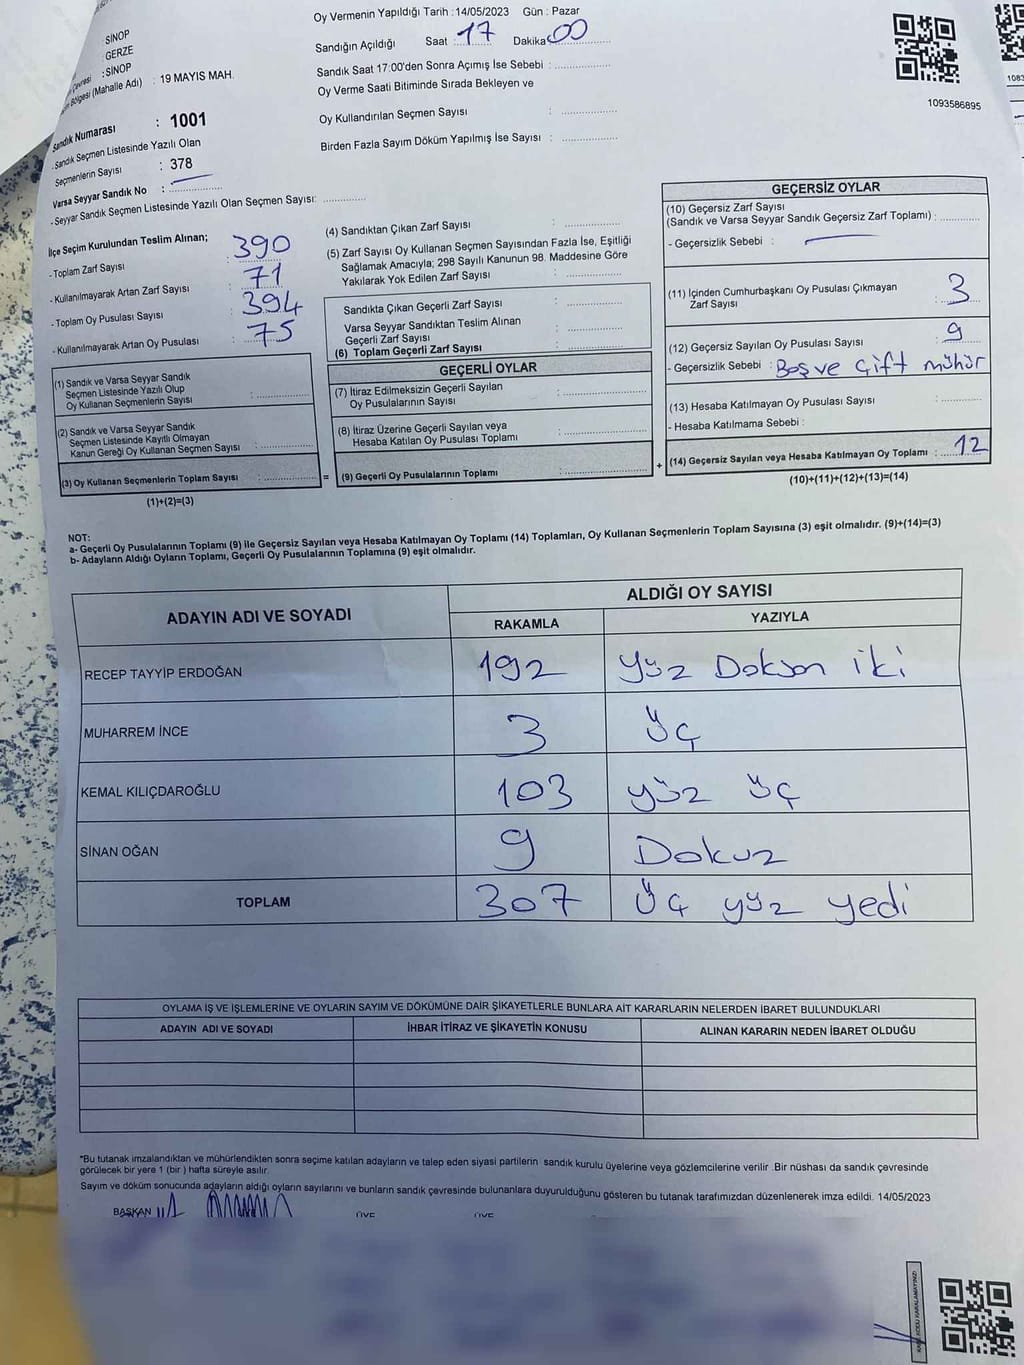 SİNOP
GERZE
Çevresi : SİNOP
Bölgesi (Mahalle Adı) : 19 MAYIS MAH.
Sandık Numarası : 1001
-Sandık Seçmen Listesinde Yazılı Olan
Seçmenlerin Sayısı : 378
Varsa Seyyar Sandık No :
- Seyyar Sandık Seçmen Listesinde Yazılı Olan Seçmen Sayısı:
Oy Vermenin Yapıldığı Tarih : 14/05/2023 Gün : Pazar
Sandığın Açıldığı Saat : 17 Dakika 00
Sandık Saat 17:00'den Sonra Açımış İse Sebebi :
Oy Verme Saati Bitiminde Sırada Bekleyen ve
Oy Kullandırılan Seçmen Sayısı :
Birden Fazla Sayım Döküm Yapılmış İse Sayısı :
1093586895
1083
İlçe Seçim Kurulundan Teslim Alınan;
- Toplam Zarf Sayısı : 390
- Kullanılmayarak Artan Zarf Sayısı : 71
- Toplam Oy Pusulası Sayısı : 394
- Kullanılmayarak Artan Oy Pusulası : 75
(1) Sandık ve Varsa Seyyar Sandık
Seçmen Listesinde Yazılı Olup
Oy Kullanan Seçmenlerin Sayısı :
(2) Sandık ve Varsa Seyyar Sandık
Seçmen Listesinde Kayıtlı Olmayan
Kanun Gereği Oy Kullanan Seçmen Sayısı :
(3) Oy Kullanan Seçmenlerin Toplam Sayısı :
(1)+(2)=(3)
=
(4) Sandıktan Çıkan Zarf Sayısı :
(5) Zarf Sayısı Oy Kullanan Seçmen Sayısından Fazla İse, Eşitliği
Sağlamak Amacıyla; 298 Sayılı Kanunun 98. Maddesine Göre
Yakılarak Yok Edilen Zarf Sayısı :
Sandıkta Çıkan Geçerli Zarf Sayısı :
Varsa Seyyar Sandıktan Teslim Alınan
Geçerli Zarf Sayısı :
(6) Toplam Geçerli Zarf Sayısı :
GEÇERLİ OYLAR
(7) İtiraz Edilmeksizin Geçerli Sayılan
Oy Pusulalarının Sayısı :
(8) İtiraz Üzerine Geçerli Sayılan veya
Hesaba Katılan Oy Pusulası Toplamı :
(9) Geçerli Oy Pusulalarının Toplamı :
+
GEÇERSİZ OYLAR
(10) Geçersiz Zarf Sayısı
(Sandık ve Varsa Seyyar Sandık Geçersiz Zarf Toplamı) :
- Geçersizlik Sebebi :
(11) İçinden Cumhurbaşkanı Oy Pusulası Çıkmayan
Zarf Sayısı : 3
(12) Geçersiz Sayılan Oy Pusulası Sayısı : 9
- Geçersizlik Sebebi : Boş ve Çift mühür
(13) Hesaba Katılmayan Oy Pusulası Sayısı :
- Hesaba Katılmama Sebebi :
(14) Geçersiz Sayılan veya Hesaba Katılmayan Oy Toplamı : 12
(10)+(11)+(12)+(13)=(14)
NOT:
a- Geçerli Oy Pusulalarının Toplamı (9) ile Geçersiz Sayılan veya Hesaba Katılmayan Oy Toplamı (14) Toplamları, Oy Kullanan Seçmenlerin Toplam Sayısına (3) eşit olmalıdır. (9)+(14)=(3)
b- Adayların Aldığı Oyların Toplamı, Geçerli Oy Pusulalarının Toplamına (9) eşit olmalıdır.
ADAYIN ADI VE SOYADI ALDIĞI OY SAYISI
RAKAMLA YAZIYLA
RECEP TAYYİP ERDOĞAN 192 Yüz Doksan iki
MUHARREM İNCE 3 Üç
KEMAL KILIÇDAROĞLU 103 yüz üç
SİNAN OĞAN 9 Dokuz
TOPLAM 307 Üç yüz yedi
OYLAMA İŞ VE İŞLEMLERİNE VE OYLARIN SAYIM VE DÖKÜMÜNE DAİR ŞİKAYETLERLE BUNLARA AİT KARARLARIN NELERDEN İBARET BULUNDUKLARI
ADAYIN ADI VE SOYADI İHBAR İTİRAZ VE ŞİKAYETİN KONUSU ALINAN KARARIN NEDEN İBARET OLDUĞU
*Bu tutanak imzalandıktan ve mühürlendikten sonra seçime katılan adayların ve talep eden siyasi partilerin sandık kurulu üyelerine veya gözlemcilerine verilir .Bir nüshası da sandık çevresinde
görülecek bir yere 1 (bir ) hafta süreyle asılır.
Sayım ve döküm sonucunda adayların aldığı oyların sayılarını ve bunların sandık çevresinde bulunanlara duyurulduğunu gösteren bu tutanak tarafımızdan düzenlenerek imza edildi. 14/05/2023
BAŞKAN ÜYE ÜYE